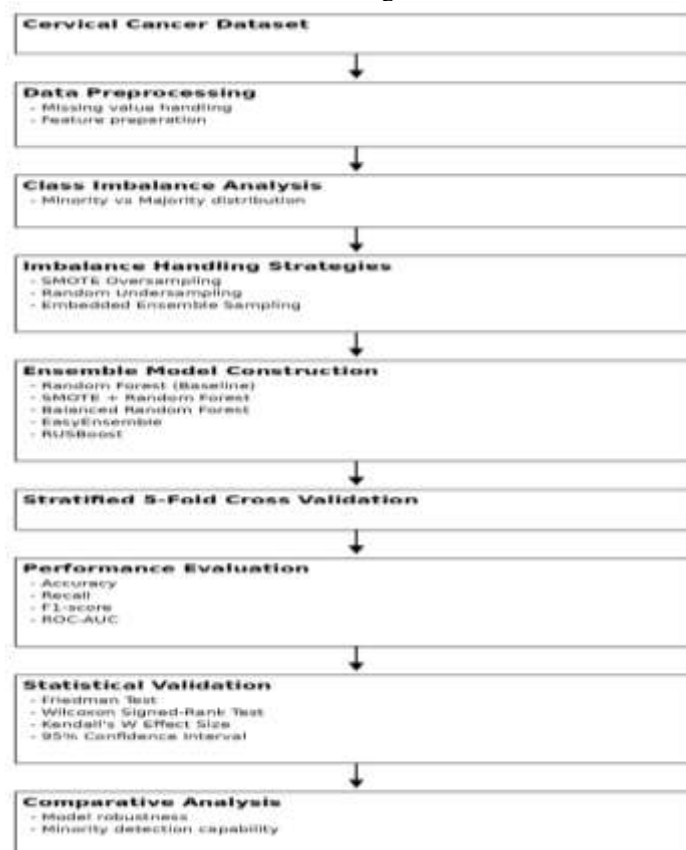 Cervical Cancer Dataset
Data Preprocessing
- Missing value handling
- Feature preparation
Class Imbalance Analysis
- Minority vs Majority distribution
Imbalance Handling Strategies
- SMOTE Oversampling
- Random Undersampling
- Embedded Ensemble Sampling
Ensemble Model Construction
- Random Forest (Baseline)
- SMOTE + Random Forest
- Balanced Random Forest
- EasyEnsemble
- RUSBoost
Stratified 5-Fold Cross Validation
Performance Evaluation
- Accuracy
- Recall
- F1-score
- ROC-AUC
Statistical Validation
- Friedman Test
- Wilcoxon Signed-Rank Test
- Kendall's W Effect Size
- 95% Confidence Interval
Comparative Analysis
- Model robustness
- Minority detection capability